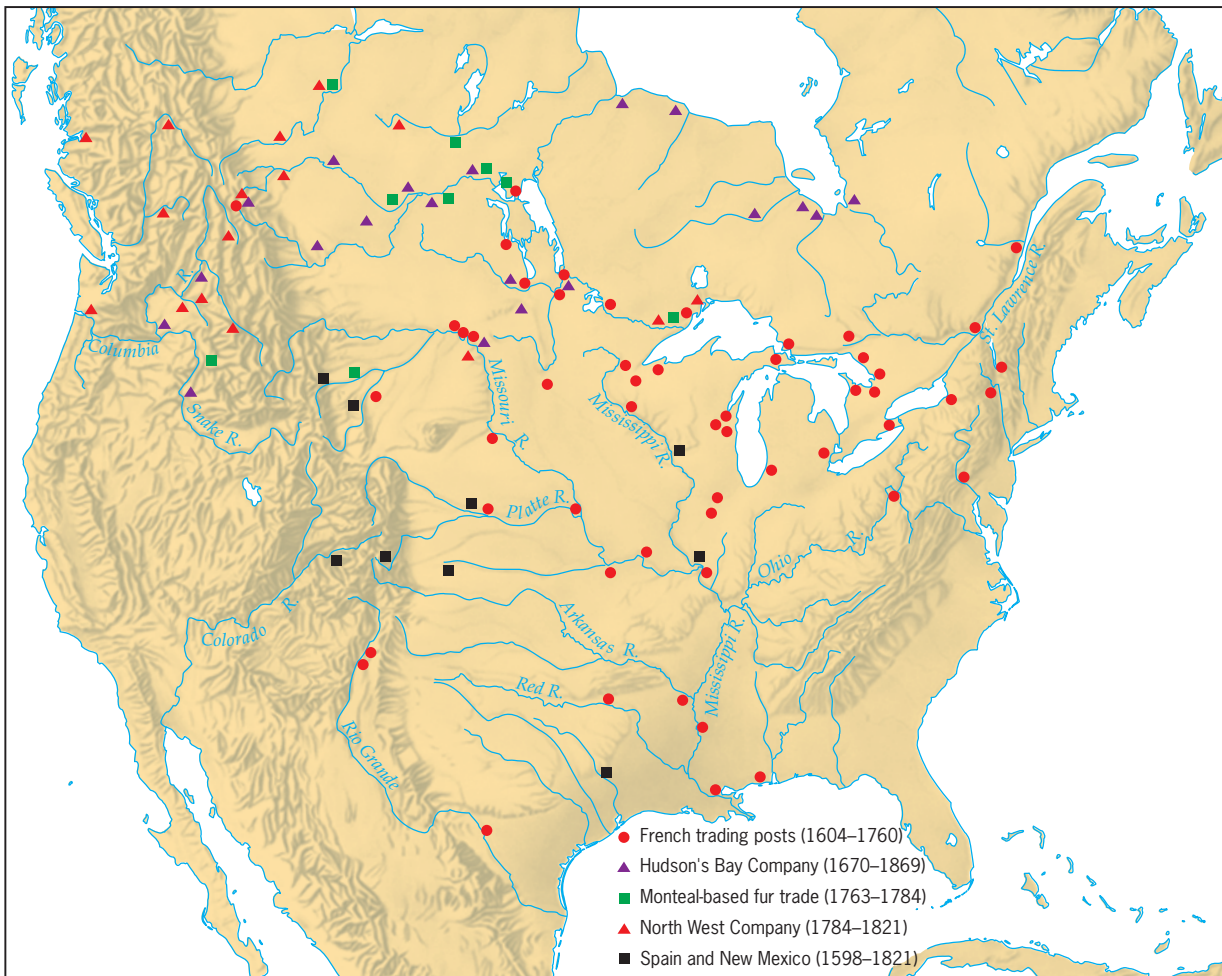 St. Lawrence R.
R.
Columbia
Snake R.
Missouri
R.
Mississippi R.
Platte R.
Ohio
R.
Colorado
R.
Arkansas R.
Mississippi R.
Red R.
Rio Grande
French trading posts (1604–1760)
Hudson's Bay Company (1670–1869)
Monteal-based fur trade (1763–1784)
North West Company (1784–1821)
Spain and New Mexico (1598–1821)